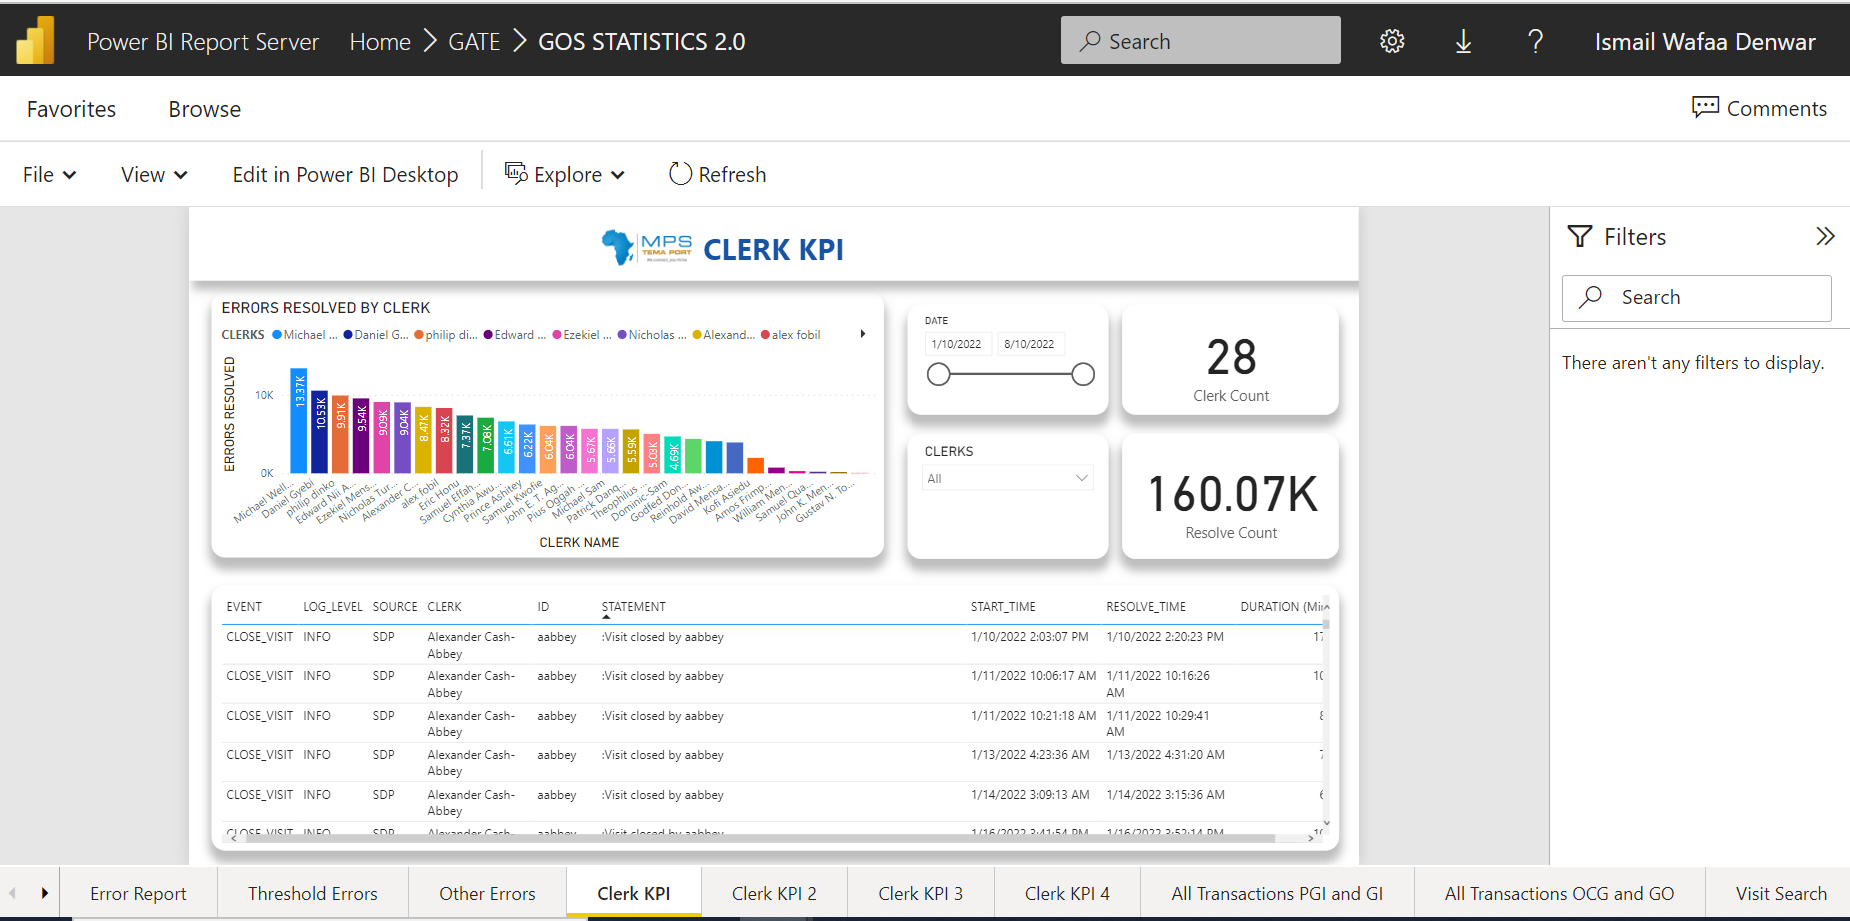 Power BI Report Server Home GATE GOS STATISTICS 2.0 Search Ismail Wafaa Denwar
Favorites Browse Comments
File View Edit in Power BI Desktop Explore Refresh
MPS
TEMA PORT
CLERK KPI
ERRORS RESOLVED BY CLERK
CLERKS Michael ... Daniel G... philip di... Edward ... Ezekiel ... Nicholas ... Alexand... alex fobil
ERRORS RESOLVED
10K
0K
13.37K 10.53K 9.91K 9.54K 9.09K 9.04K 8.47K 8.32K 7.37K 7.08K 6.61K 6.22K 6.04K 6.04K 5.67K 5.66K 5.59K 5.03K 4.69K
Michael Well...
Daniel Gyebi
philip dinko
Edward Nii A...
Ezekiel Mens...
Nicholas Tur...
Alexander C...
alex fobil
Eric Honu
Samuel Effah...
Cynthia Awu...
Prince Ashitey
Samuel Kwofie
John E. T. Ag...
Pius Oggah ...
Michael Sam
Patrick Danq...
Theophilus ...
Dominic-Sam
Godfed Don...
Reinhold Aw...
David Mensa...
Kofi Asiedu
Amos Frimp...
William Men...
Samuel Qua...
John K. Men...
Gustav N. To...
CLERK NAME
DATE
1/10/2022 8/10/2022
28
Clerk Count
CLERKS
All
160.07K
Resolve Count
EVENT LOG_LEVEL SOURCE CLERK ID STATEMENT START_TIME RESOLVE_TIME DURATION (Mi
CLOSE_VISIT INFO SDP Alexander Cash- aabbey :Visit closed by aabbey 1/10/2022 2:03:07 PM 1/10/2022 2:20:23 PM 17
Abbey
CLOSE_VISIT INFO SDP Alexander Cash- aabbey :Visit closed by aabbey 1/11/2022 10:06:17 AM 1/11/2022 10:16:26 10
Abbey AM
CLOSE_VISIT INFO SDP Alexander Cash- aabbey :Visit closed by aabbey 1/11/2022 10:21:18 AM 1/11/2022 10:29:41 8
Abbey AM
CLOSE_VISIT INFO SDP Alexander Cash- aabbey :Visit closed by aabbey 1/13/2022 4:23:36 AM 1/13/2022 4:31:20 AM 7
Abbey
CLOSE_VISIT INFO SDP Alexander Cash- aabbey :Visit closed by aabbey 1/14/2022 3:09:13 AM 1/14/2022 3:15:36 AM 6
Abbey
CLOSE_VISIT INFO SDP Alexander Cash- aabbey :Visit closed by aabbey 1/16/2022 3:41:54 PM 1/16/2022 3:52:14 PM 10
Filters
Search
There aren't any filters to display.
Error Report Threshold Errors Other Errors Clerk KPI Clerk KPI 2 Clerk KPI 3 Clerk KPI 4 All Transactions PGI and GI All Transactions OCG and GO Visit Search